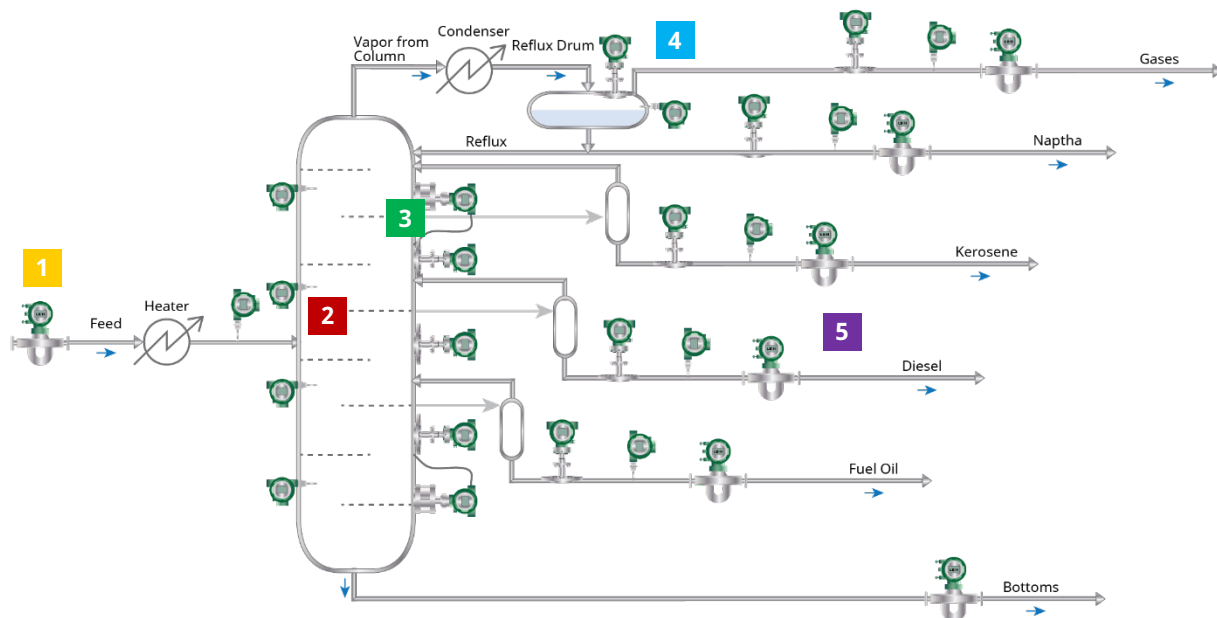 Condenser
Vapor from
Column
Reflux Drum
4
Gases
Reflux
Naptha
3
Kerosene
1
Heater
Feed
2
5
Diesel
Fuel Oil
Bottoms